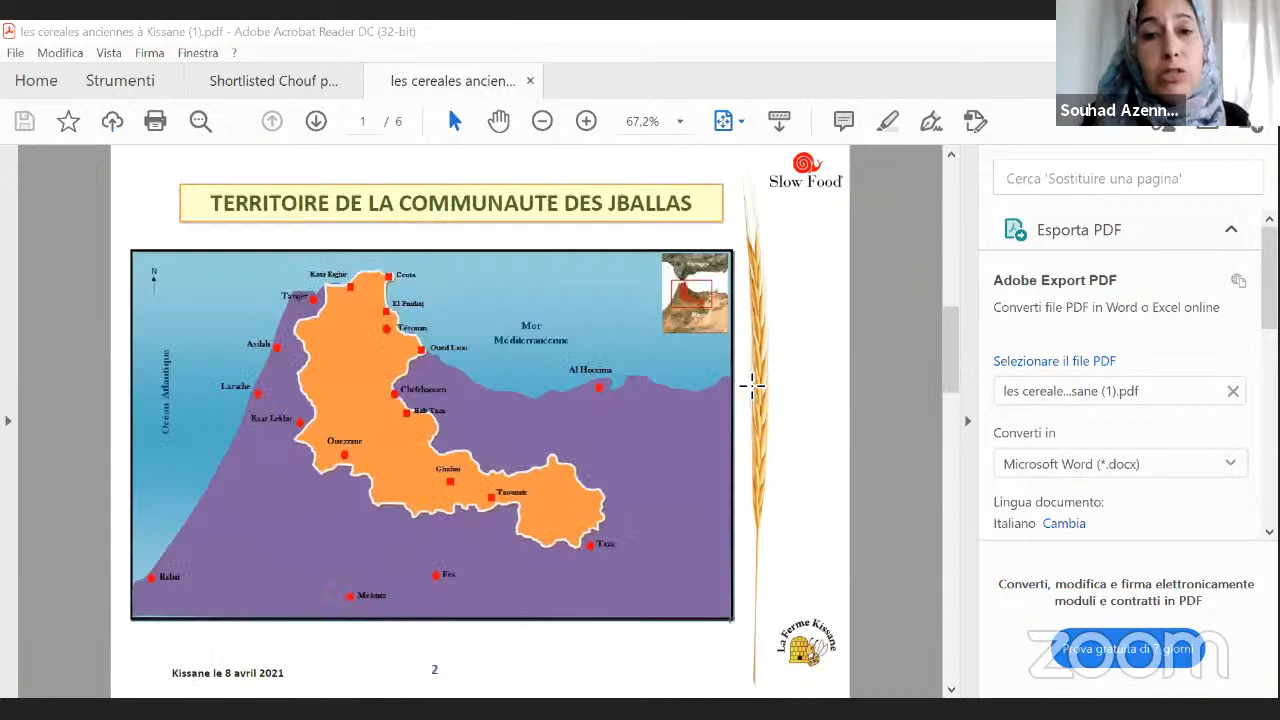 les cereales anciennes à Kissane (1).pdf - Adobe Acrobat Reader DC (32-bit)
File Modifica Vista Firma Finestra ?
Home Strumenti Shortlisted Chouf p... les cereales ancien... ×
1 / 6 67,2%
Souhad Azenn...
Slow Food
TERRITOIRE DE LA COMMUNAUTE DES JBALLAS
N
Ksar Esghir
Ceuta
Tanger
El Fnideq
Tétouan
Oued Laou
Asilah
Mer
Méditerranéenne
Océan Atlantique
Al Hoceima
Larache
Chefchaouen
Bab Taza
Ksar Lekbir
Ouezzane
Ghafsai
Taounate
Taza
Rabat
Fès
Meknès
La Ferme Kissane
Kissane le 8 avril 2021
2
Cerca 'Sostituire una pagina'
Esporta PDF
Adobe Export PDF
Converti file PDF in Word o Excel online
Selezionare il file PDF
les cereale...sane (1).pdf
Converti in
Microsoft Word (*.docx)
Lingua documento:
Italiano Cambia
Converti, modifica e firma elettronicamente
moduli e contratti in PDF
Prova gratuita di 7 giorni
zoom